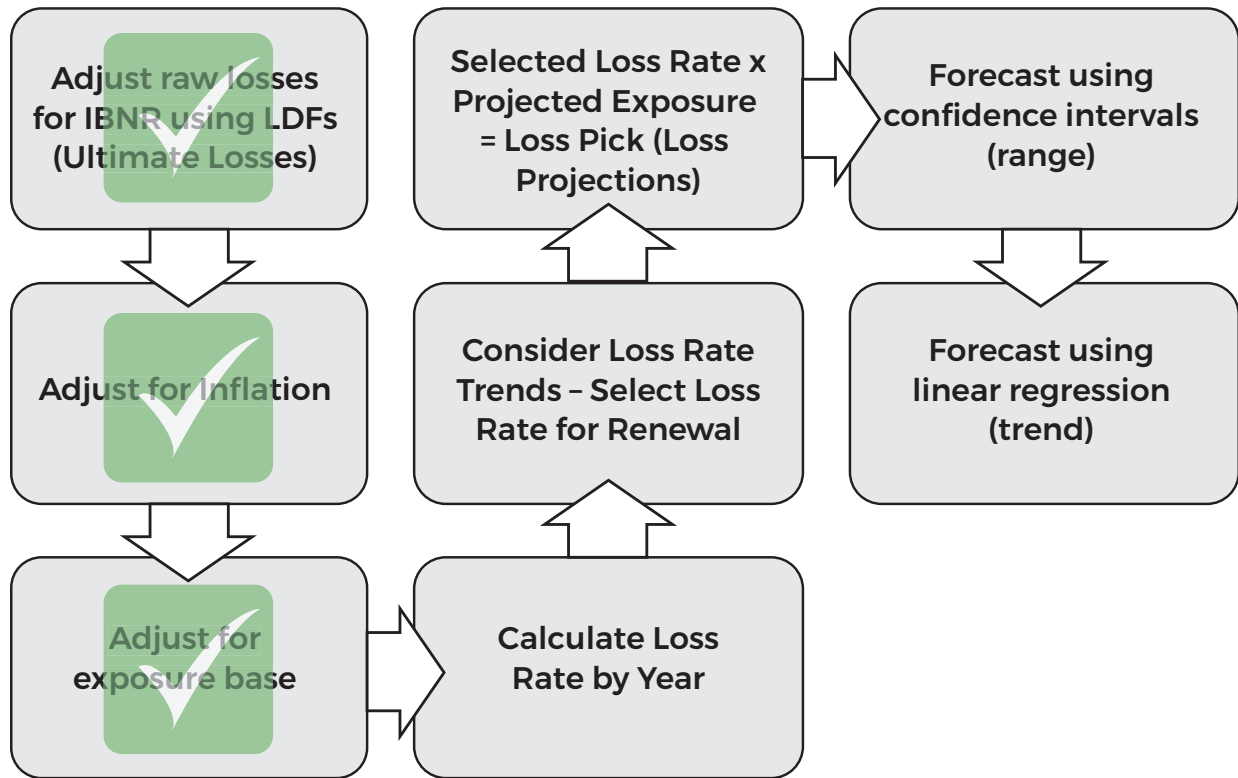 Adjust raw losses
for IBNR using LDFs
(Ultimate Losses)
Adjust for Inflation
Adjust for
exposure base
Calculate Loss
Rate by Year
Consider Loss Rate
Trends – Select Loss
Rate for Renewal
Selected Loss Rate x
Projected Exposure
= Loss Pick (Loss
Projections)
Forecast using
confidence intervals
(range)
Forecast using
linear regression
(trend)